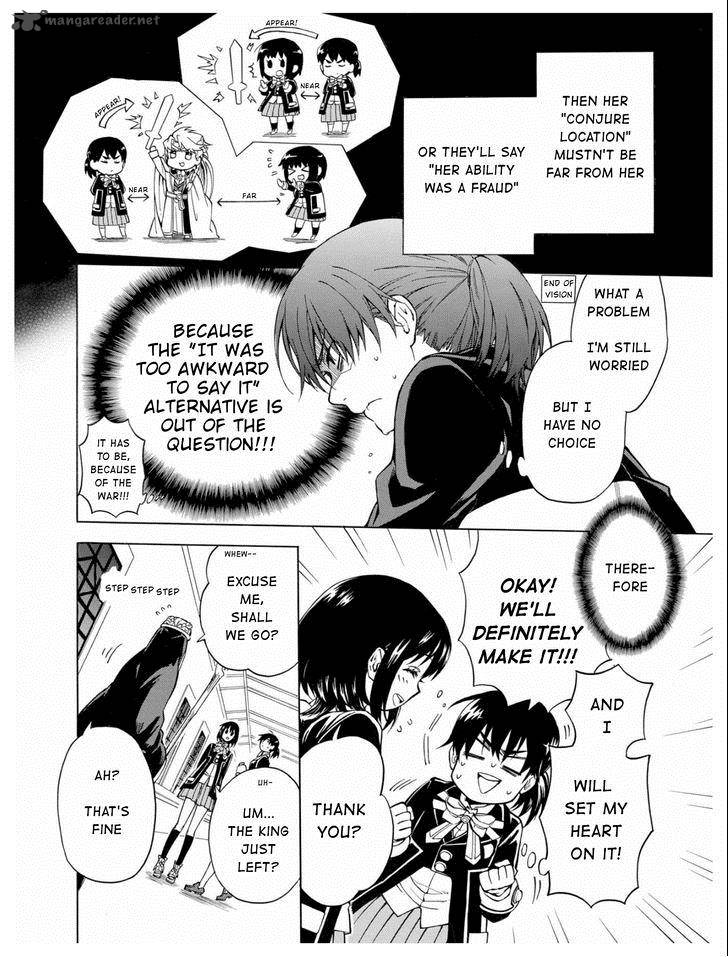 mangareader.net
THEN HER
"CONJURE
LOCATION"
MUSTN'T BE
FAR FROM HER
OR THEY'LL SAY
"HER ABILITY
WAS A FRAUD"
APPEAR!
NEAR
APPEAR!
NEAR
FAR
END OF
VISION
WHAT A
PROBLEM
I'M STILL
WORRIED
BUT I
HAVE NO
CHOICE
BECAUSE
THE "IT WAS
TOO AWKWARD
TO SAY IT"
ALTERNATIVE IS
OUT OF THE
QUESTION!!!
IT HAS
TO BE,
BECAUSE
OF THE
WAR!!!
THERE-
FORE
OKAY!
WE'LL
DEFINITELY
MAKE IT!!!
AND
I
WILL
SET MY
HEART
ON IT!
THANK
YOU?
WHEW--
EXCUSE
ME,
SHALL
WE GO?
STEP STEP STEP
UH-
UM...
THE KING
JUST
LEFT?
AH?
THAT'S
FINE